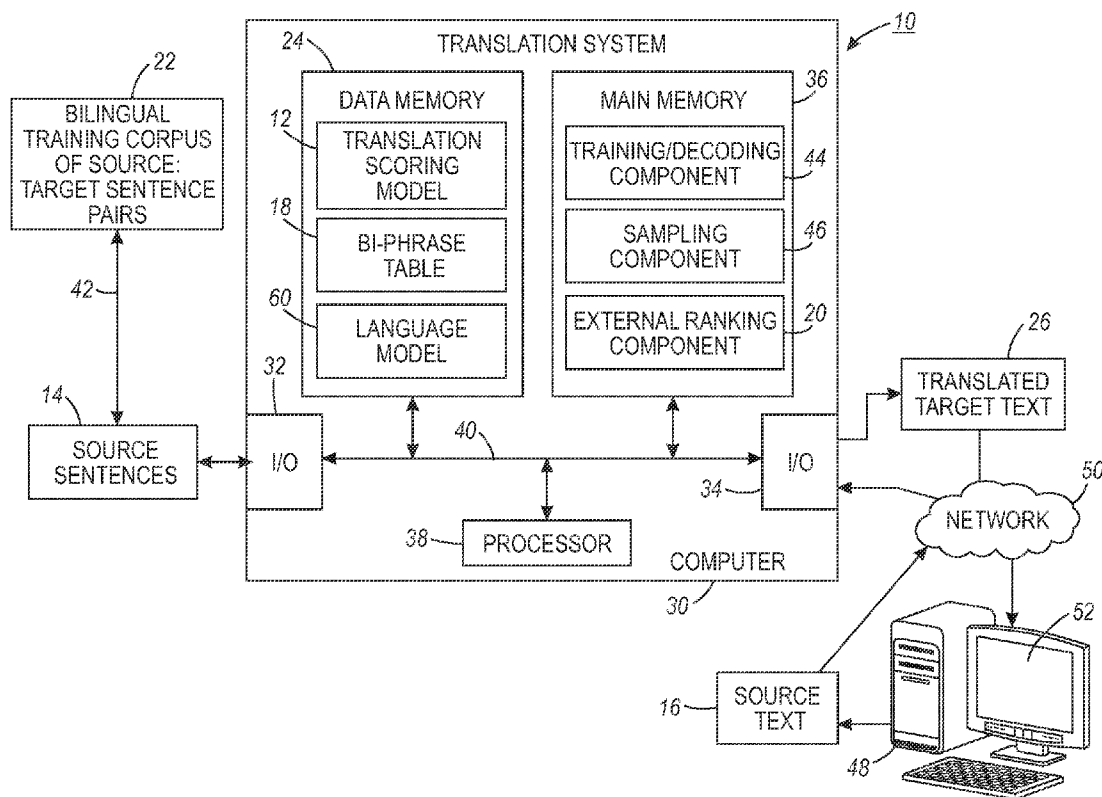 TRANSLATION SYSTEM
10
22
BILINGUAL
TRAINING CORPUS
OF SOURCE:
TARGET SENTENCE
PAIRS
42
14
SOURCE
SENTENCES
24
DATA MEMORY
12
TRANSLATION
SCORING
MODEL
18
BI-PHRASE
TABLE
60
LANGUAGE
MODEL
MAIN MEMORY
36
TRAINING/DECODING
COMPONENT
44
SAMPLING
COMPONENT
46
EXTERNAL RANKING
COMPONENT
20
32
I/O
40
I/O
34
38
PROCESSOR
COMPUTER
30
26
TRANSLATED
TARGET TEXT
50
NETWORK
52
16
SOURCE
TEXT
48